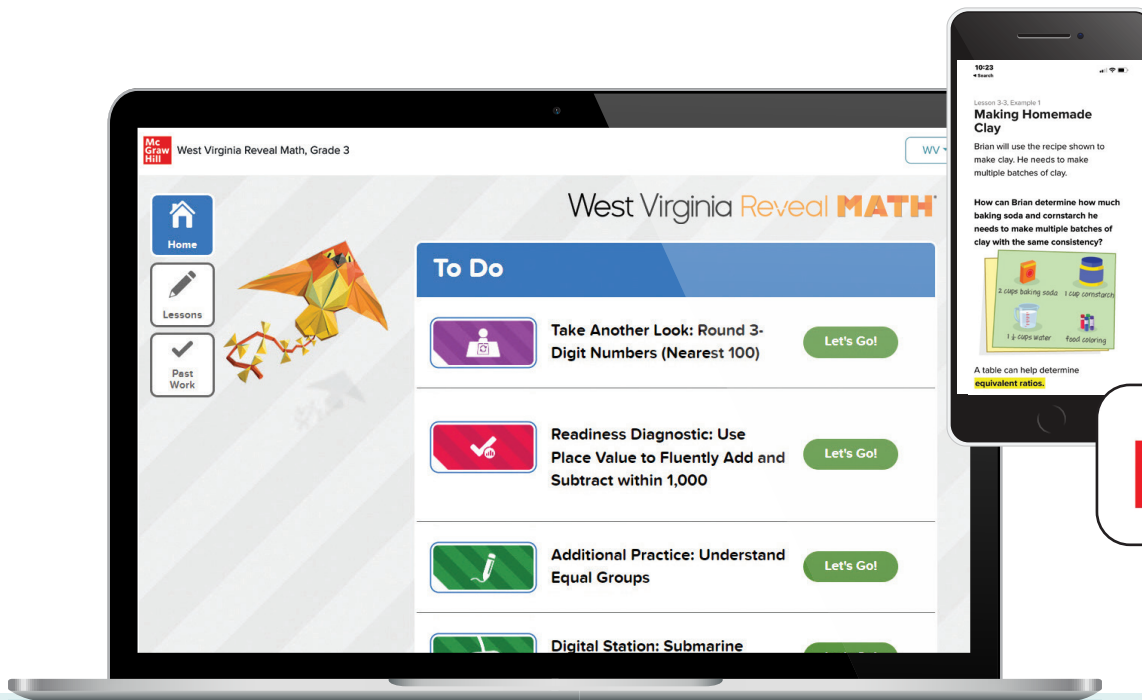 Mc
Graw
Hill
West Virginia Reveal Math, Grade 3
WV
Home
Lessons
Past
Work
West Virginia Reveal MATH
To Do
Take Another Look: Round 3-
Digit Numbers (Nearest 100)
Let's Go!
Readiness Diagnostic: Use
Place Value to Fluently Add and
Subtract within 1,000
Let's Go!
Additional Practice: Understand
Equal Groups
Let's Go!
Digital Station: Submarine
10:23
◂ Search
Lesson 3-3, Example 1
Making Homemade
Clay
Brian will use the recipe shown to
make clay. He needs to make
multiple batches of clay.
How can Brian determine how much
baking soda and cornstarch he
needs to make multiple batches of
clay with the same consistency?
2 cups baking soda
1 cup cornstarch
1 ½ cups water
food coloring
A table can help determine
equivalent ratios.